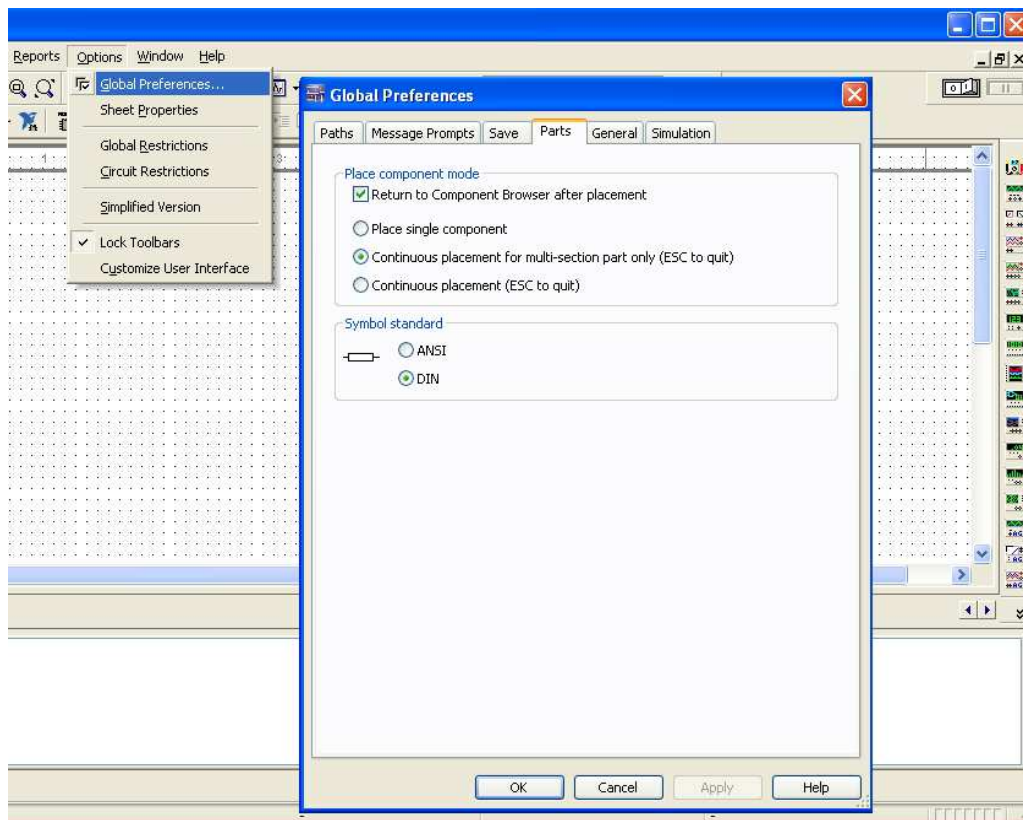 Reports Options Window Help
Global Preferences...
Sheet Properties
Global Restrictions
Circuit Restrictions
Simplified Version
Lock Toolbars
Customize User Interface
Global Preferences
Paths Message Prompts Save Parts General Simulation
Place component mode
Return to Component Browser after placement
Place single component
Continuous placement for multi-section part only (ESC to quit)
Continuous placement (ESC to quit)
Symbol standard
ANSI
DIN
OK Cancel Apply Help